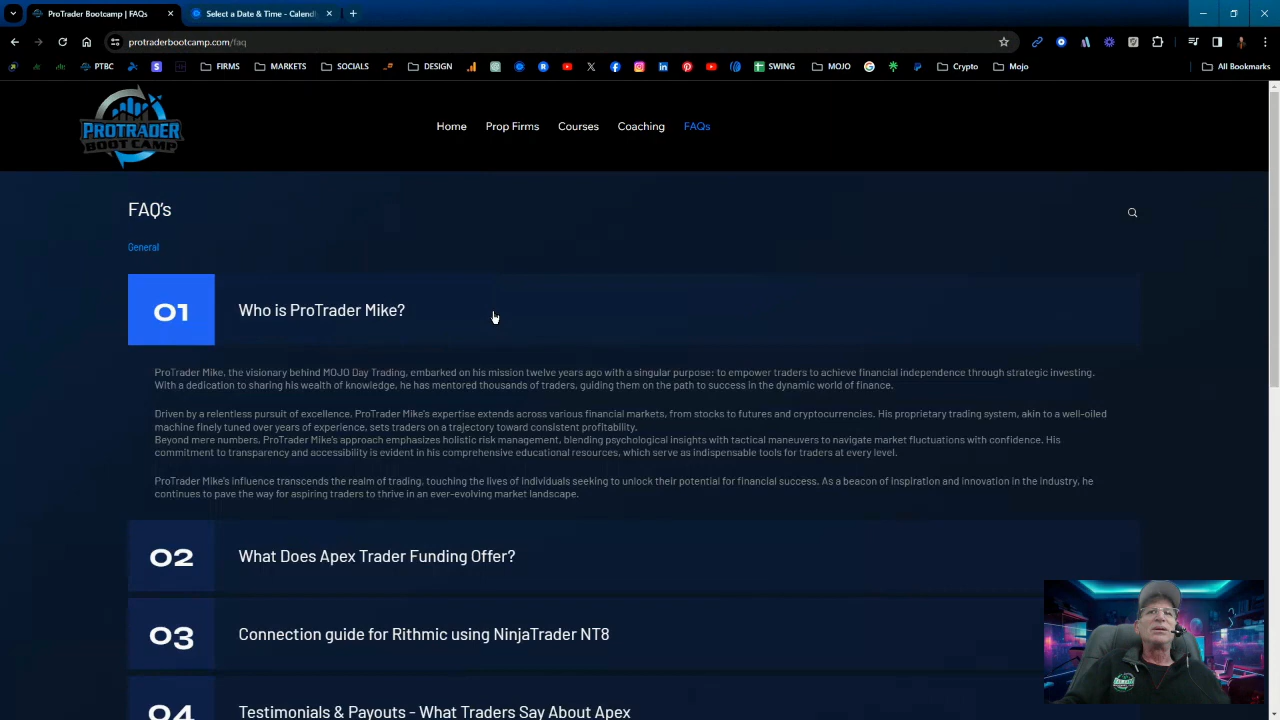 ProTrader Bootcamp | FAQs
Select a Date & Time - Calendl
protraderbootcamp.com/faq
PTBC
FIRMS
MARKETS
SOCIALS
DESIGN
SWING
MOJO
Crypto
Mojo
All Bookmarks
PROTRADER
BOOT CAMP
Home
Prop Firms
Courses
Coaching
FAQs
FAQ's
General
01
Who is ProTrader Mike?
ProTrader Mike, the visionary behind MOJO Day Trading, embarked on his mission twelve years ago with a singular purpose: to empower traders to achieve financial independence through strategic investing.
With a dedication to sharing his wealth of knowledge, he has mentored thousands of traders, guiding them on the path to success in the dynamic world of finance.
Driven by a relentless pursuit of excellence, ProTrader Mike's expertise extends across various financial markets, from stocks to futures and cryptocurrencies. His proprietary trading system, akin to a well-oiled
machine finely tuned over years of experience, sets traders on a trajectory toward consistent profitability.
Beyond mere numbers, ProTrader Mike's approach emphasizes holistic risk management, blending psychological insights with tactical maneuvers to navigate market fluctuations with confidence. His
commitment to transparency and accessibility is evident in his comprehensive educational resources, which serve as indispensable tools for traders at every level.
ProTrader Mike's influence transcends the realm of trading, touching the lives of individuals seeking to unlock their potential for financial success. As a beacon of inspiration and innovation in the industry, he
continues to pave the way for aspiring traders to thrive in an ever-evolving market landscape.
02
What Does Apex Trader Funding Offer?
03
Connection guide for Rithmic using NinjaTrader NT8
04
Testimonials & Payouts - What Traders Say About Apex